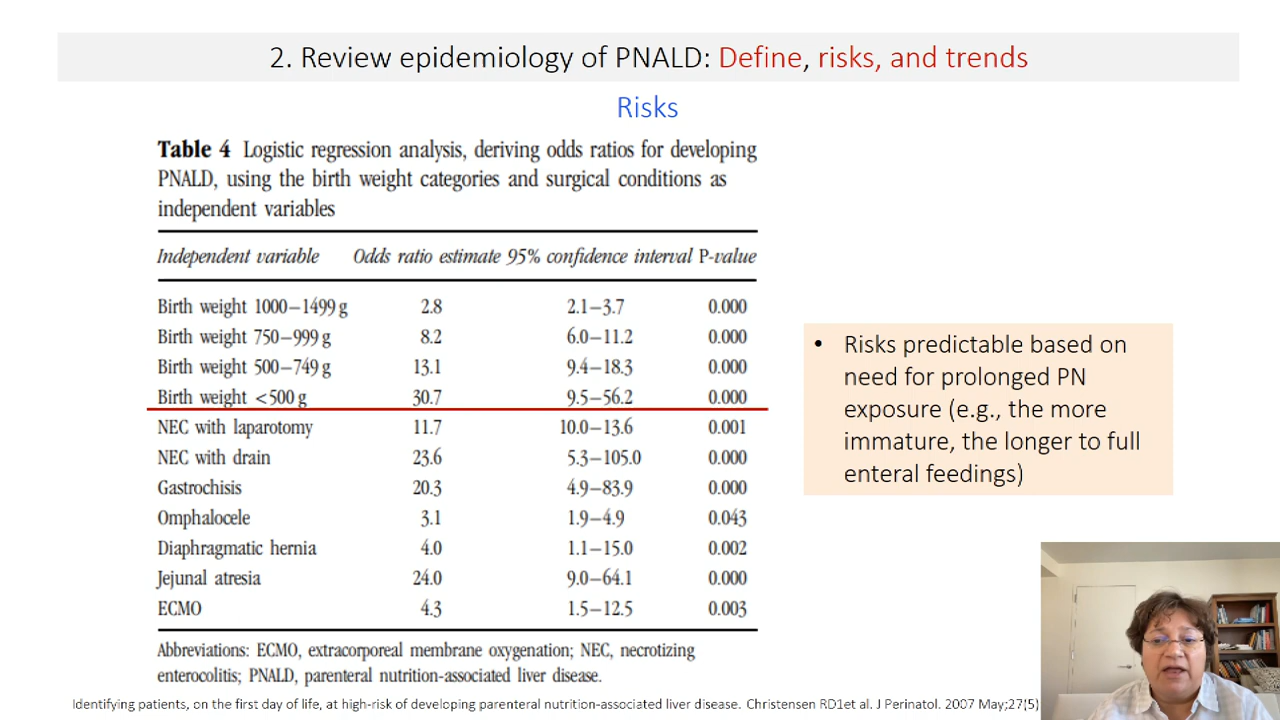 2. Review epidemiology of PNALD: Define, risks, and trends
Risks
Table 4 Logistic regression analysis, deriving odds ratios for developing
PNALD, using the birth weight categories and surgical conditions as
independent variables
Independent variable Odds ratio estimate 95% confidence interval P-value
Birth weight 1000–1499 g 2.8 2.1–3.7 0.000
Birth weight 750–999 g 8.2 6.0–11.2 0.000
Birth weight 500–749 g 13.1 9.4–18.3 0.000
Birth weight <500 g 30.7 9.5–56.2 0.000
NEC with laparotomy 11.7 10.0–13.6 0.001
NEC with drain 23.6 5.3–105.0 0.000
Gastrochisis 20.3 4.9–83.9 0.000
Omphalocele 3.1 1.9–4.9 0.043
Diaphragmatic hernia 4.0 1.1–15.0 0.002
Jejunal atresia 24.0 9.0–64.1 0.000
ECMO 4.3 1.5–12.5 0.003
Abbreviations: ECMO, extracorporeal membrane oxygenation; NEC, necrotizing
enterocolitis; PNALD, parenteral nutrition-associated liver disease.
• Risks predictable based on
need for prolonged PN
exposure (e.g., the more
immature, the longer to full
enteral feedings)
Identifying patients, on the first day of life, at high-risk of developing parenteral nutrition-associated liver disease. Christensen RD1et al. J Perinatol. 2007 May;27(5)